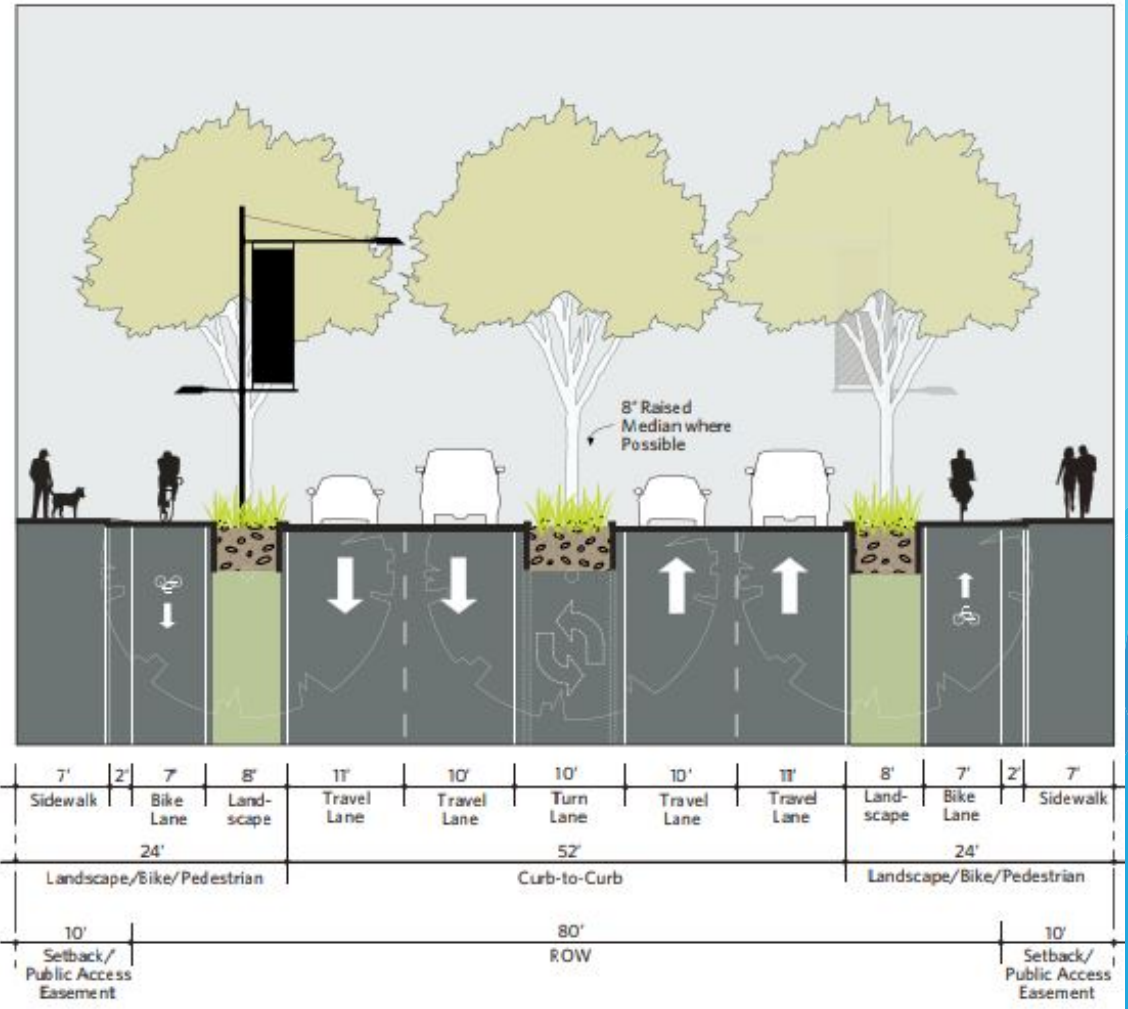 8" Raised
Median where
Possible
7' 2' 7' 8' 11' 10' 10' 10' 11' 8' 7' 2' 7'
Sidewalk Bike Lane Land-scape Travel Lane Travel Lane Turn Lane Travel Lane Travel Lane Land-scape Bike Lane Sidewalk
24' 52' 24'
Landscape/Bike/Pedestrian Curb-to-Curb Landscape/Bike/Pedestrian
10' 80' 10'
Setback/ ROW Setback/
Public Access Public Access
Easement Easement